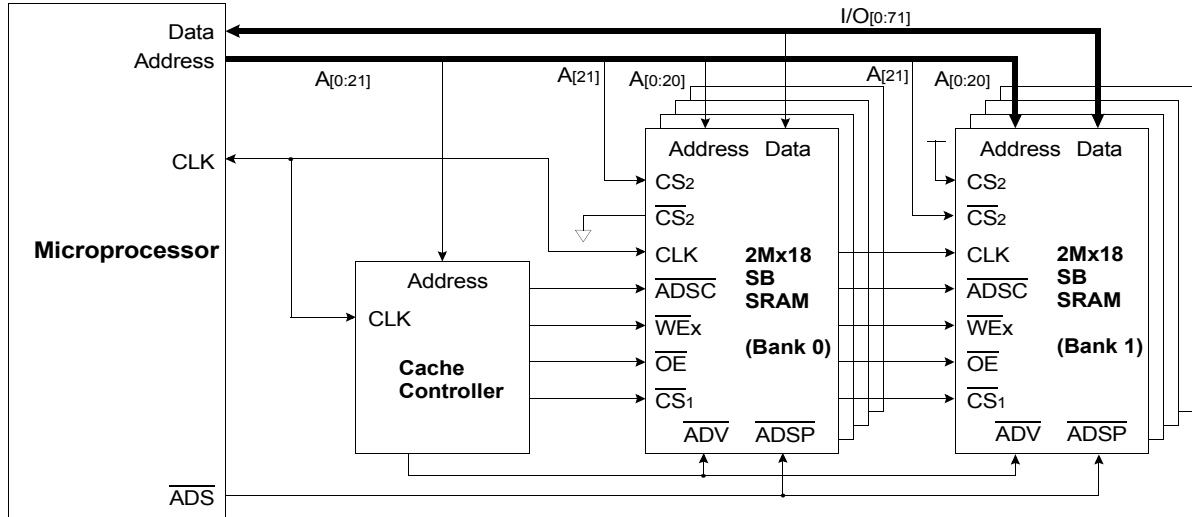 I/O[0:71]
Data
Address
A[0:21]
A[21]
A[0:20]
A[21]
A[0:20]
CLK
Microprocessor
ADS
Address
CLK
Cache
Controller
Address Data
CS2
CS2
CLK
ADSC
WEx
OE
CS1
2Mx18
SB
SRAM
(Bank 0)
ADV ADSP
Address Data
CS2
CS2
CLK
ADSC
WEx
OE
CS1
2Mx18
SB
SRAM
(Bank 1)
ADV ADSP